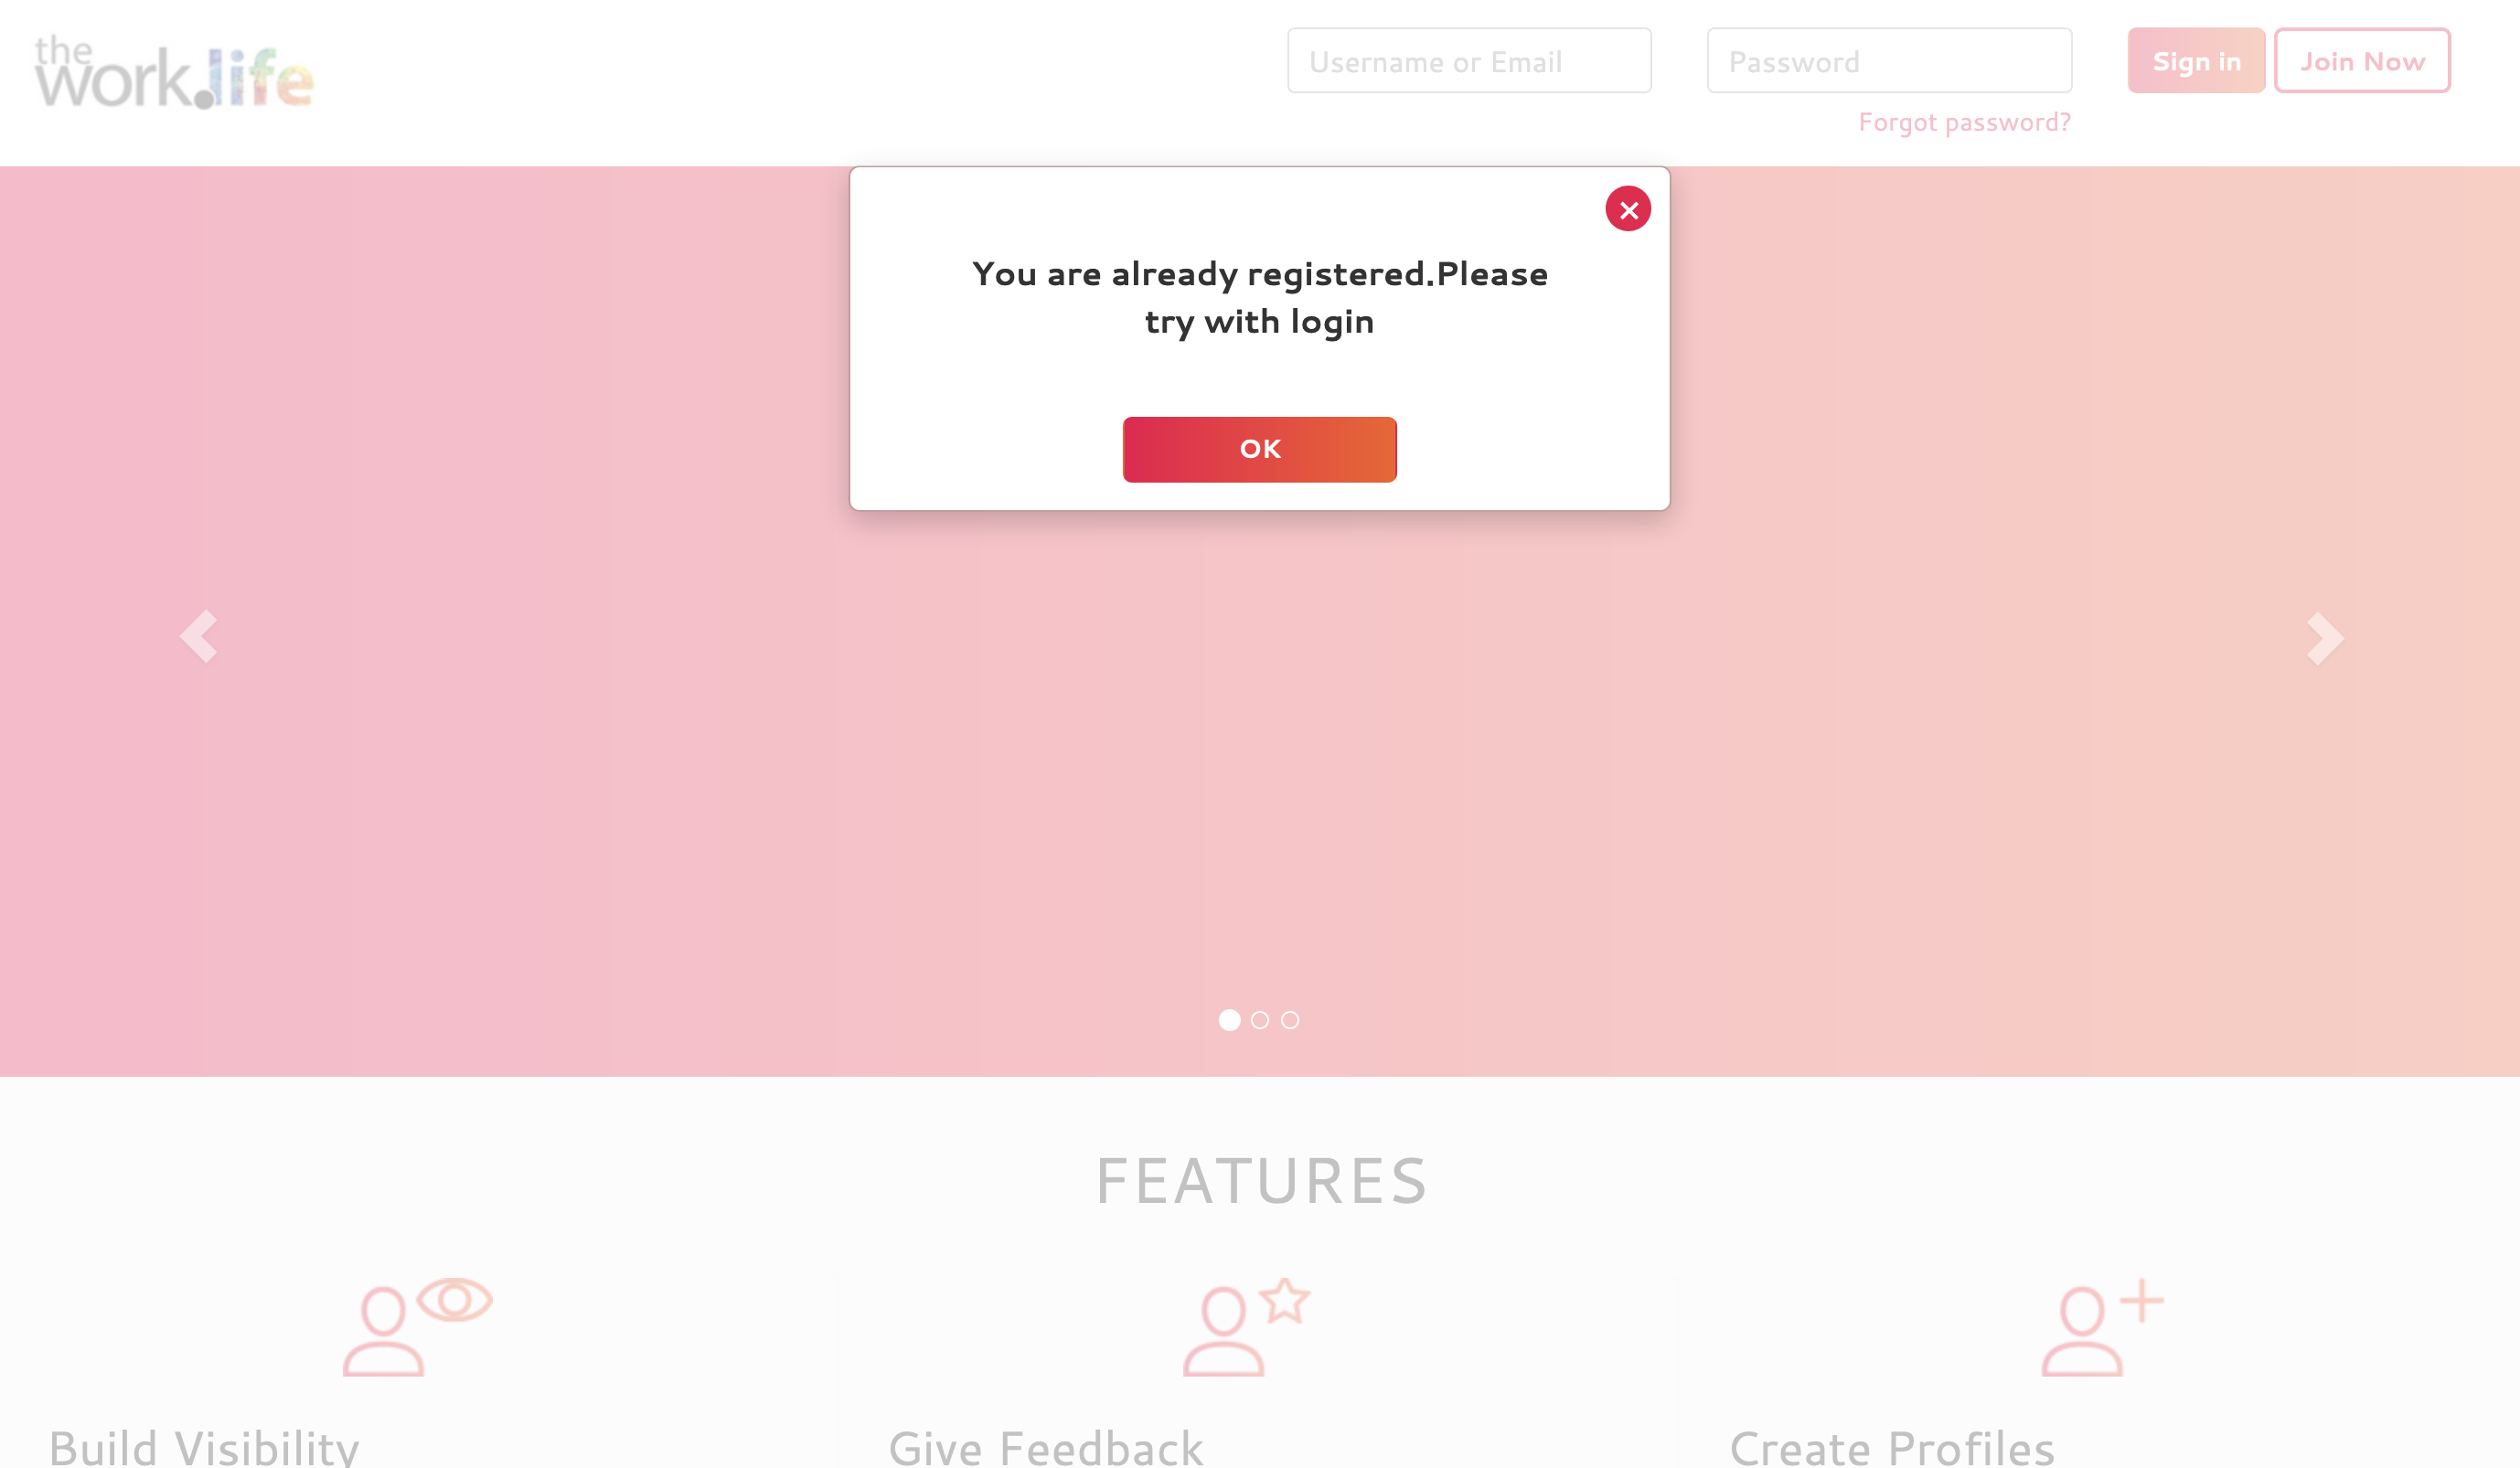 the
work.life
Username or Email
Password
Sign in
Join Now
Forgot password?
You are already registered.Please
try with login
OK
FEATURES
Build Visibility
Give Feedback
Create Profiles